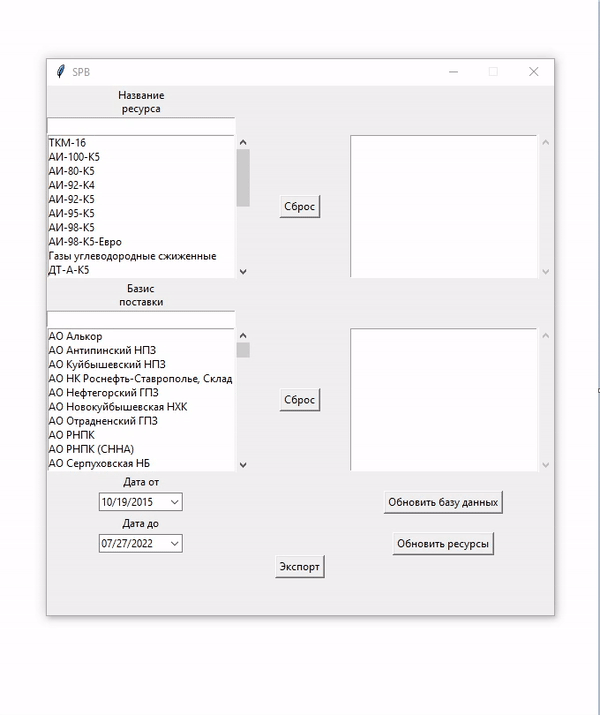 SPB
Название
ресурса
ТКМ-16
АИ-100-К5
АИ-80-К5
АИ-92-К4
АИ-92-К5
АИ-95-К5
АИ-98-К5
АИ-98-К5-Евро
Газы углеводородные сжиженные
ДТ-А-К5
Сброс
Базис
поставки
АО Алькор
АО Антипинский НПЗ
АО Куйбышевский НПЗ
АО НК Роснефть-Ставрополье, Склад
АО Нефтегорский ГПЗ
АО Новокуйбышевская НХК
АО Отрадненский ГПЗ
АО РНПК
АО РНПК (СННА)
АО Серпуховская НБ
Сброс
Дата от
10/19/2015
Обновить базу данных
Дата до
07/27/2022
Обновить ресурсы
Экспорт